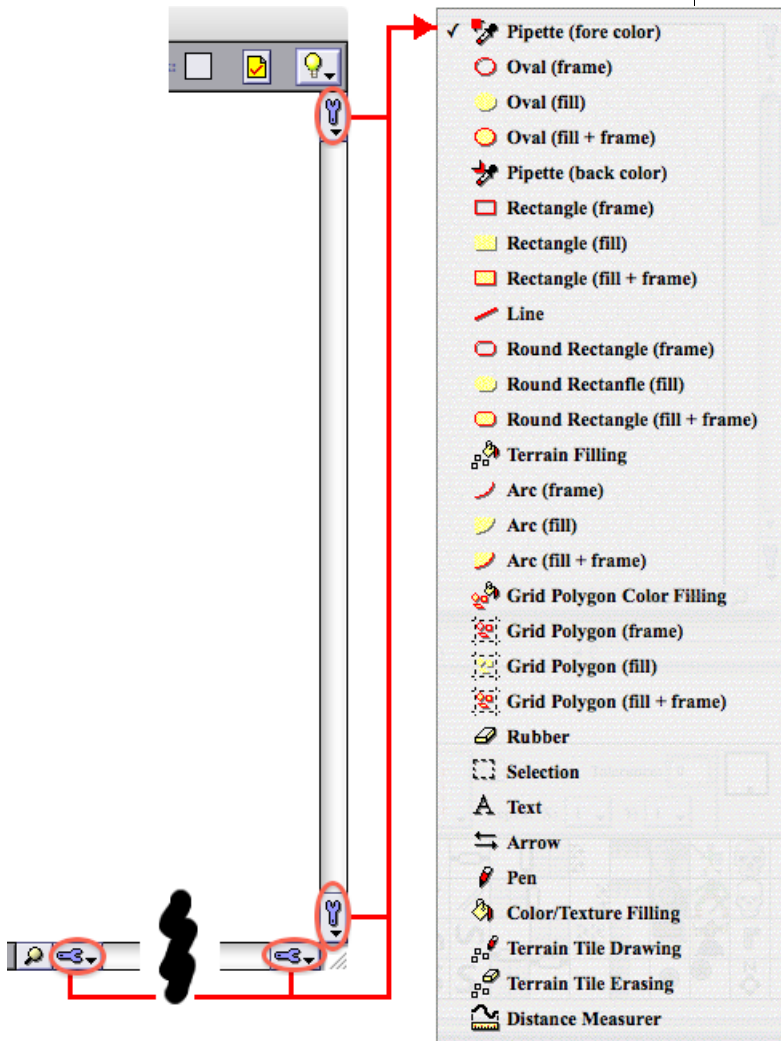 ✓ Pipette (fore color)
Oval (frame)
Oval (fill)
Oval (fill + frame)
Pipette (back color)
Rectangle (frame)
Rectangle (fill)
Rectangle (fill + frame)
Line
Round Rectangle (frame)
Round Rectanfle (fill)
Round Rectangle (fill + frame)
Terrain Filling
Arc (frame)
Arc (fill)
Arc (fill + frame)
Grid Polygon Color Filling
Grid Polygon (frame)
Grid Polygon (fill)
Grid Polygon (fill + frame)
Rubber
Selection
Text
Arrow
Pen
Color/Texture Filling
Terrain Tile Drawing
Terrain Tile Erasing
Distance Measurer